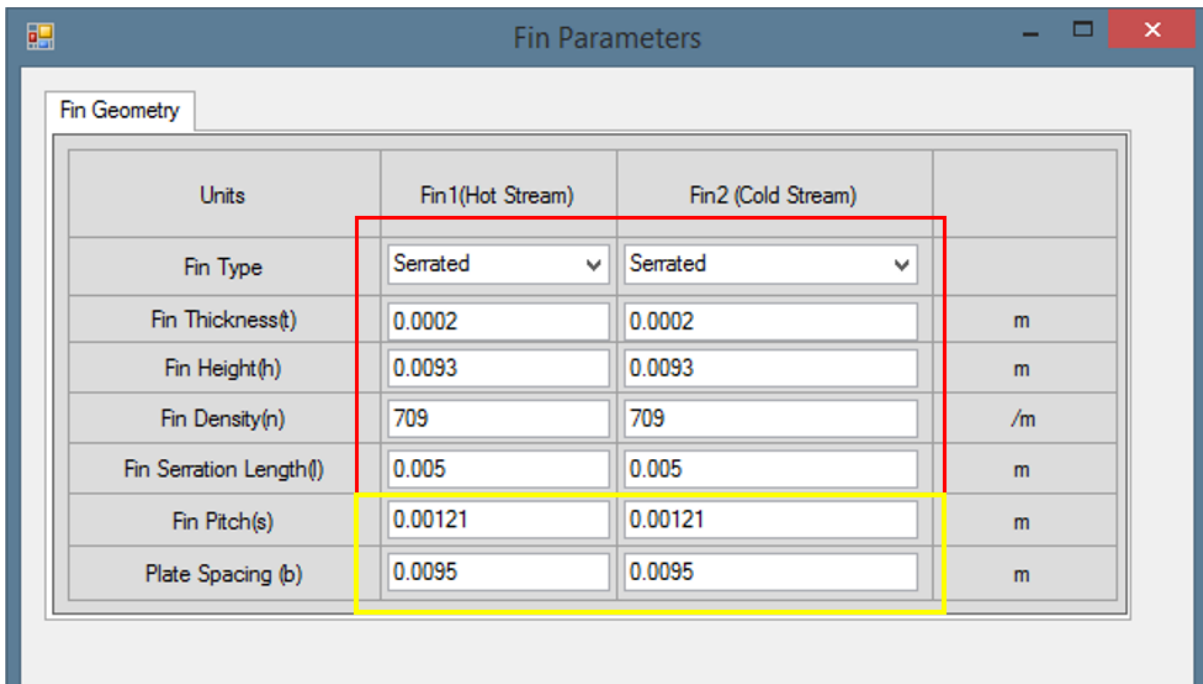 Fin Parameters
Fin Geometry
Units Fin1(Hot Stream) Fin2 (Cold Stream)
Fin Type Serrated Serrated
Fin Thickness(t) 0.0002 0.0002 m
Fin Height(h) 0.0093 0.0093 m
Fin Density(n) 709 709 /m
Fin Serration Length(l) 0.005 0.005 m
Fin Pitch(s) 0.00121 0.00121 m
Plate Spacing (b) 0.0095 0.0095 m